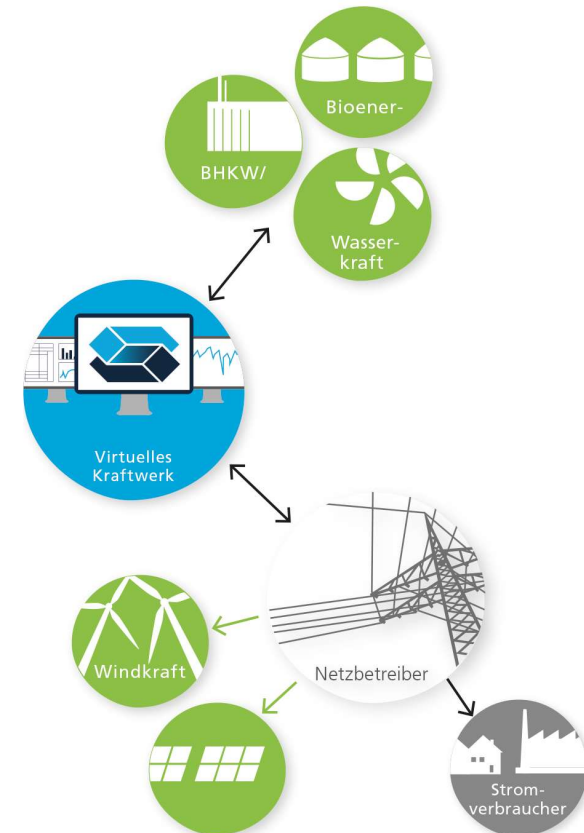 Bioener-
BHKW/
Wasser-
kraft
Virtuelles
Kraftwerk
Windkraft
Netzbetreiber
Strom-
verbraucher